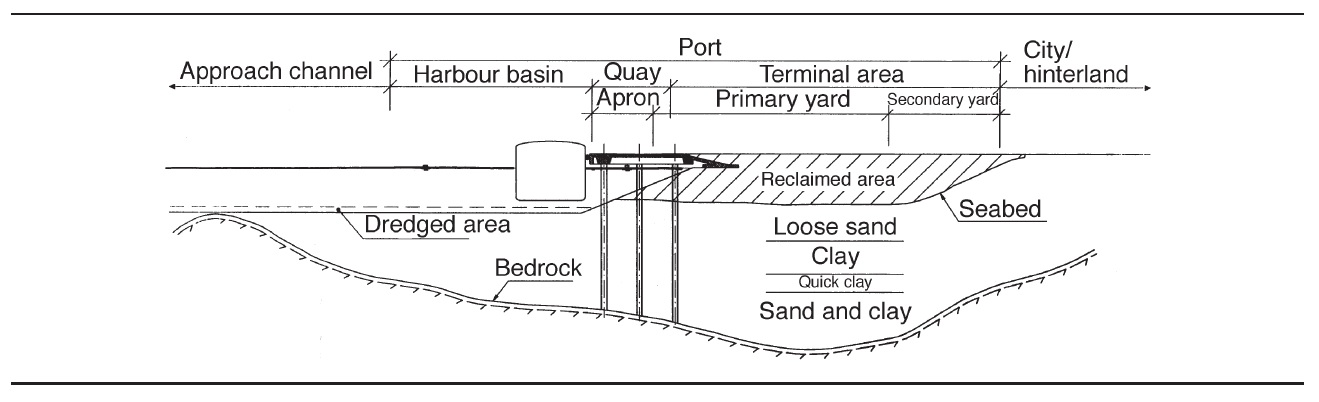 Port
City/
hinterland
Approach channel
Harbour basin
Quay
Terminal area
Apron
Primary yard
Secondary yard
Reclaimed area
Seabed
Dredged area
Loose sand
Clay
Bedrock
Quick clay
Sand and clay